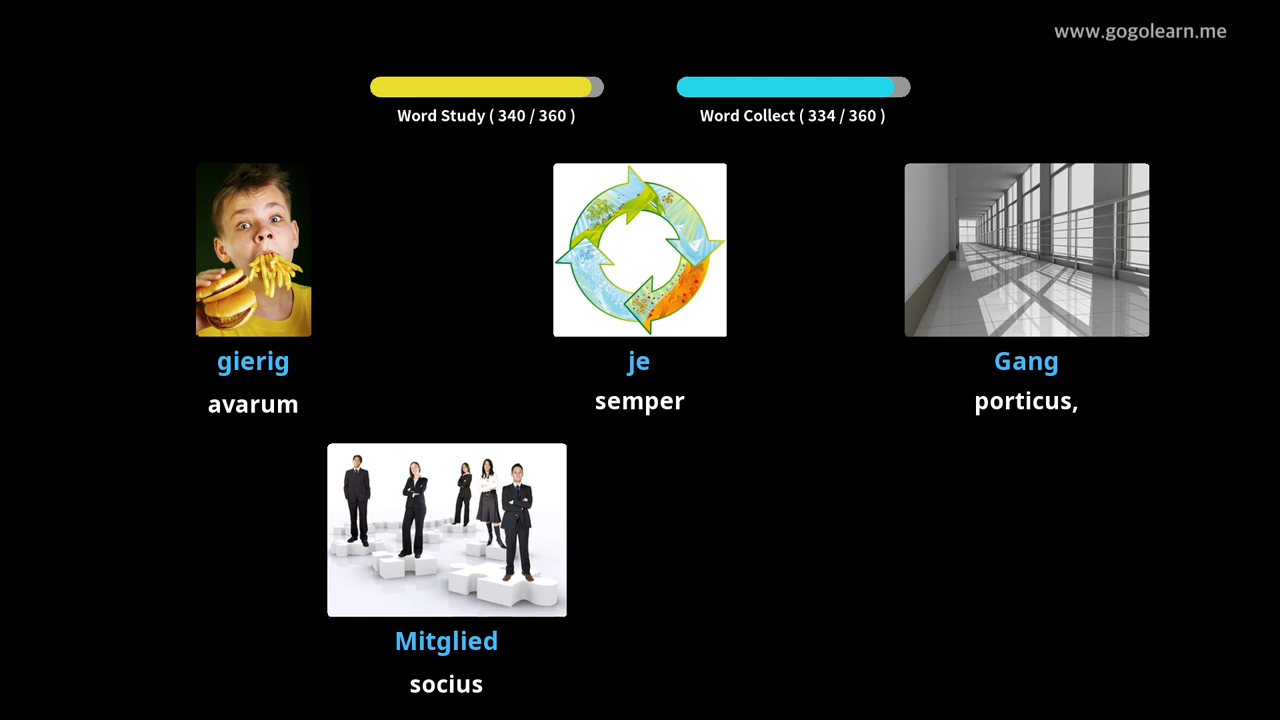 www.gogolearn.me
Word Study ( 340 / 360 )
Word Collect ( 334 / 360 )
gierig
avarum
je
semper
Gang
porticus,
Mitglied
socius